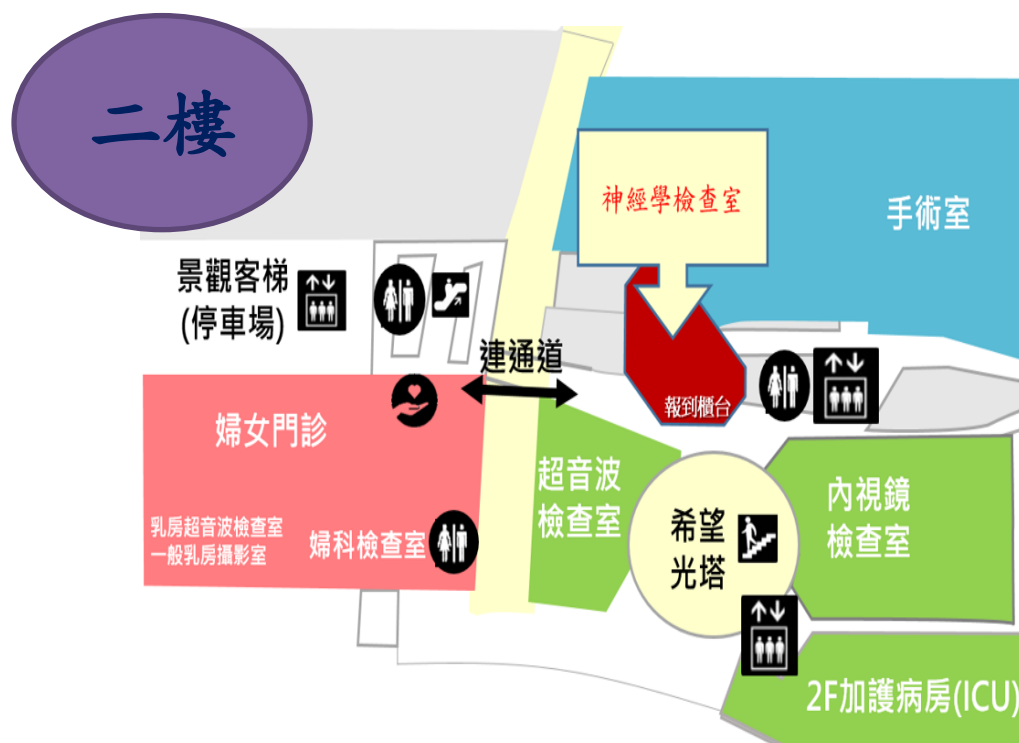 二樓
神經學檢查室
手術室
景觀客梯
(停車場)
連通道
報到櫃台
婦女門診
超音波
檢查室
內視鏡
檢查室
希望
光塔
乳房超音波檢查室
一般乳房攝影室
婦科檢查室
2F加護病房(ICU)